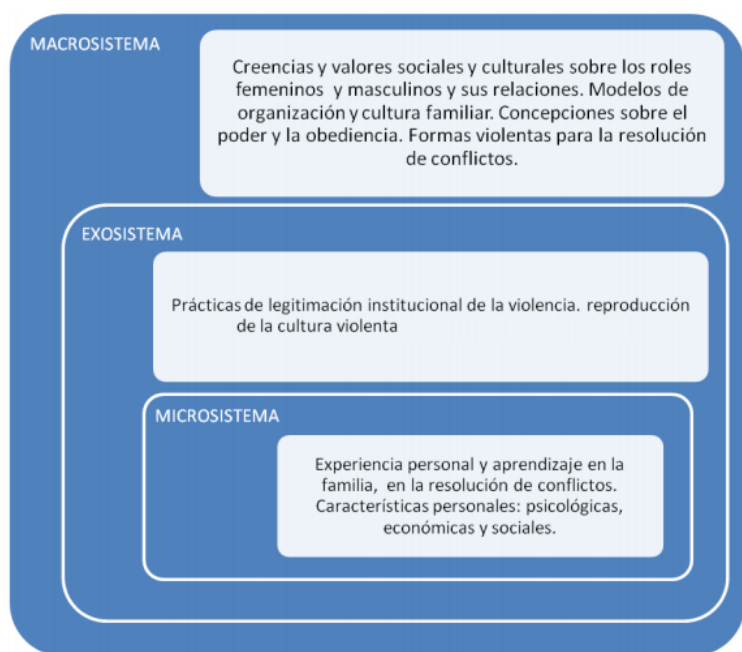 MACROSISTEMA
Creencias y valores sociales y culturales sobre los roles
femeninos y masculinos y sus relaciones. Modelos de
organización y cultura familiar. Concepciones sobre el
poder y la obediencia. Formas violentas para la resolución
de conflictos.
EXOSISTEMA
Prácticas de legitimación institucional de la violencia. reproducción
de la cultura violenta
MICROSISTEMA
Experiencia personal y aprendizaje en la
familia, en la resolución de conflictos.
Características personales: psicológicas,
económicas y sociales.